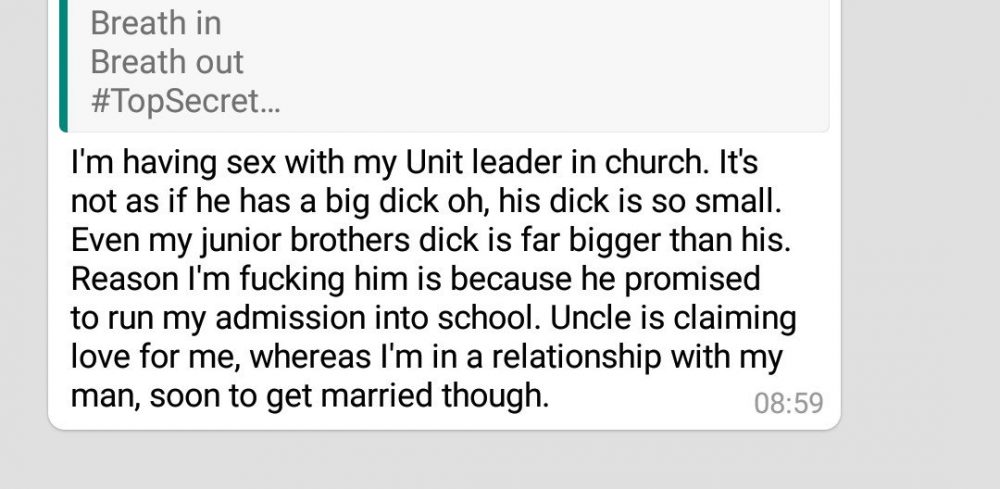 Breath in
Breath out
#TopSecret...
I'm having sex with my Unit leader in church. It's
not as if he has a big dick oh, his dick is so small.
Even my junior brothers dick is far bigger than his.
Reason I'm fucking him is because he promised
to run my admission into school. Uncle is claiming
love for me, whereas I'm in a relationship with my
man, soon to get married though.
08:59